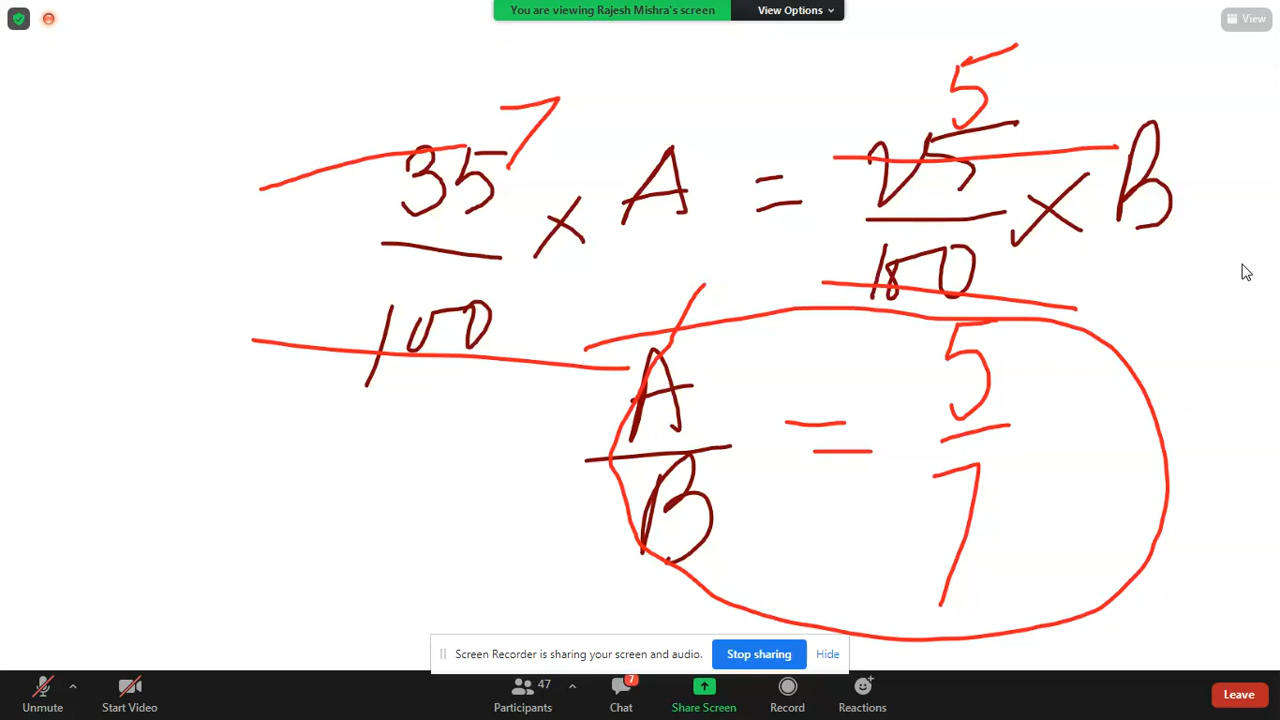 You are viewing Rajesh Mishra's screen
View Options
View
5
7
35 × A = 25 × B
100 100
A = 5
B 7
Screen Recorder is sharing your screen and audio.
Stop sharing
Hide
Unmute
Start Video
47
Participants
7
Chat
Share Screen
Record
Reactions
Leave